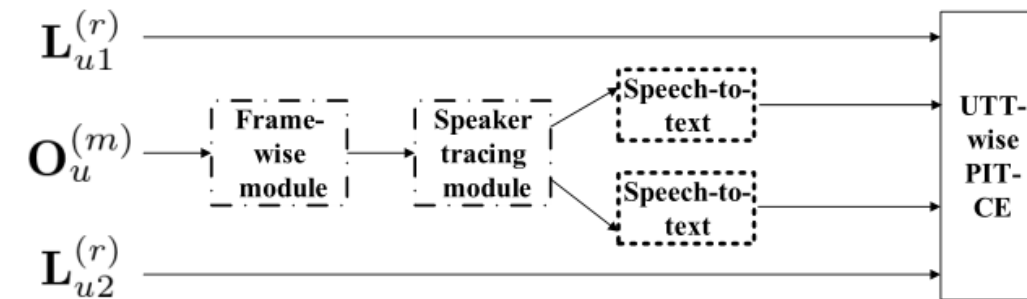 L_{u1}^{(r)}
Speech-to-
text
O_u^{(m)}
Frame-
wise
module
Speaker
tracing
module
UTT-
wise
PIT-
CE
Speech-to-
text
L_{u2}^{(r)}